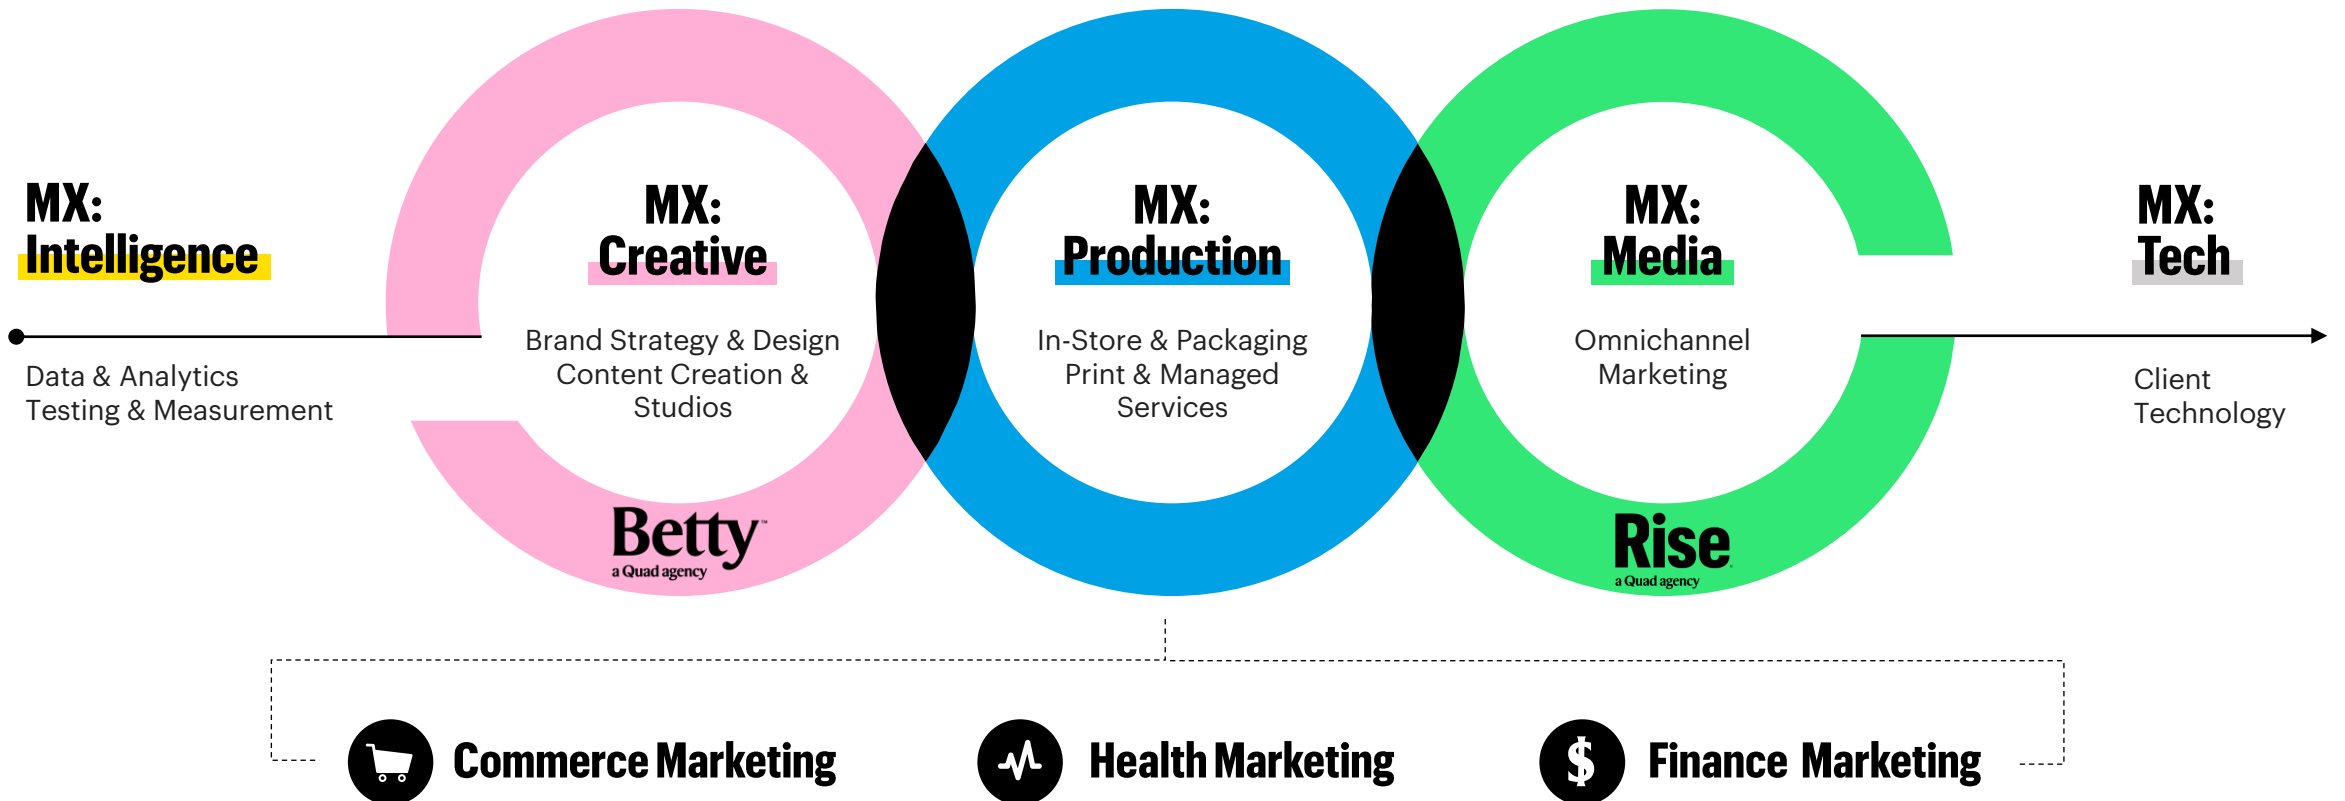 MX:
Intelligence
Data & Analytics
Testing & Measurement
MX:
Creative
Brand Strategy & Design
Content Creation &
Studios
Betty™
a Quad agency
MX:
Production
In-Store & Packaging
Print & Managed
Services
MX:
Media
Omnichannel
Marketing
Rise
a Quad agency
MX:
Tech
Client
Technology
Commerce Marketing
Health Marketing
$
Finance Marketing